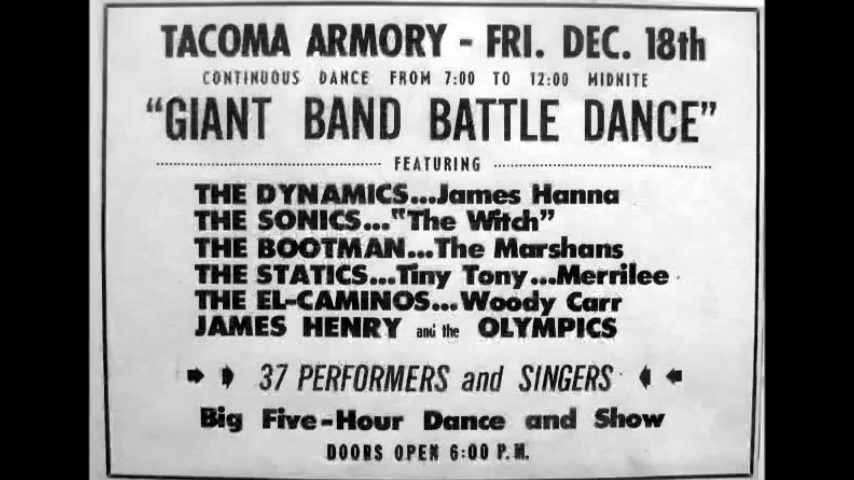 TACOMA ARMORY - FRI. DEC. 18th
CONTINUOUS DANCE FROM 7:00 TO 12:00 MIDNITE
"GIANT BAND BATTLE DANCE"
FEATURING
THE DYNAMICS...James Hanna
THE SONICS..."The Witch"
THE BOOTMAN...The Marshans
THE STATICS...Tiny Tony...Merrilee
THE EL-CAMINOS...Woody Carr
JAMES HENRY and the OLYMPICS
37 PERFORMERS and SINGERS
Big Five-Hour Dance and Show
DOORS OPEN 6:00 P.M.